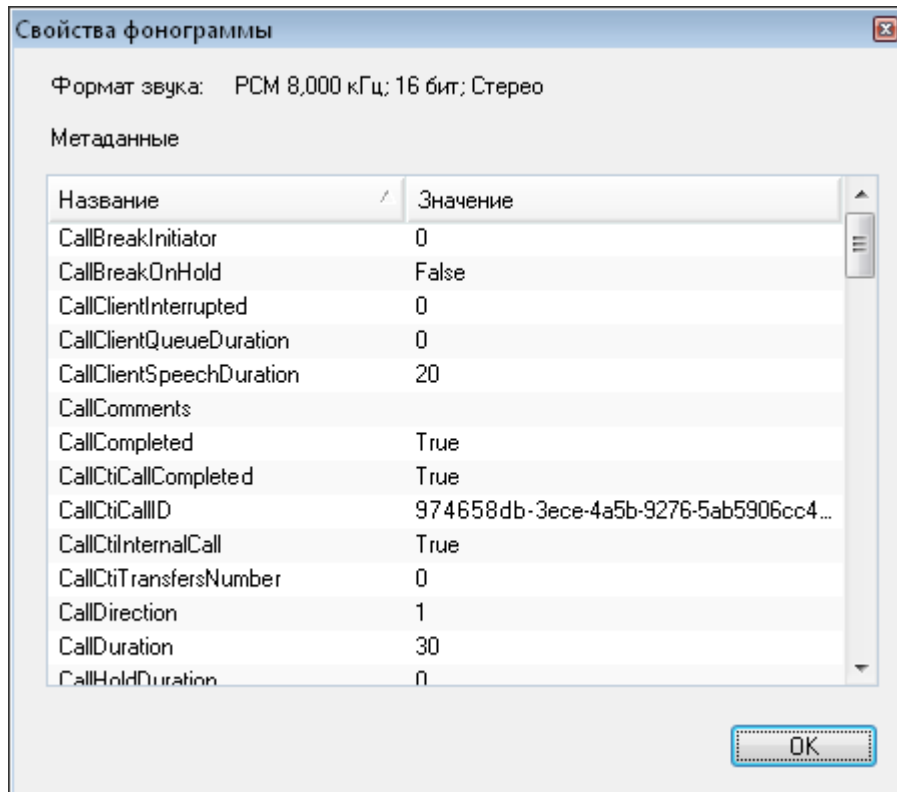 Свойства фонограммы
Формат звука: PCM 8,000 кГц; 16 бит; Стерео
Метаданные
Название Значение
CallBreakInitiator 0
CallBreakOnHold False
CallClientInterrupted 0
CallClientQueueDuration 0
CallClientSpeechDuration 20
CallComments
CallCompleted True
CallCtiCallCompleted True
CallCtiCallID 974658db-3ece-4a5b-9276-5ab5906cc4...
CallCtiInternalCall True
CallCtiTransfersNumber 0
CallDirection 1
CallDuration 30
CallHoldDuration 0
OK